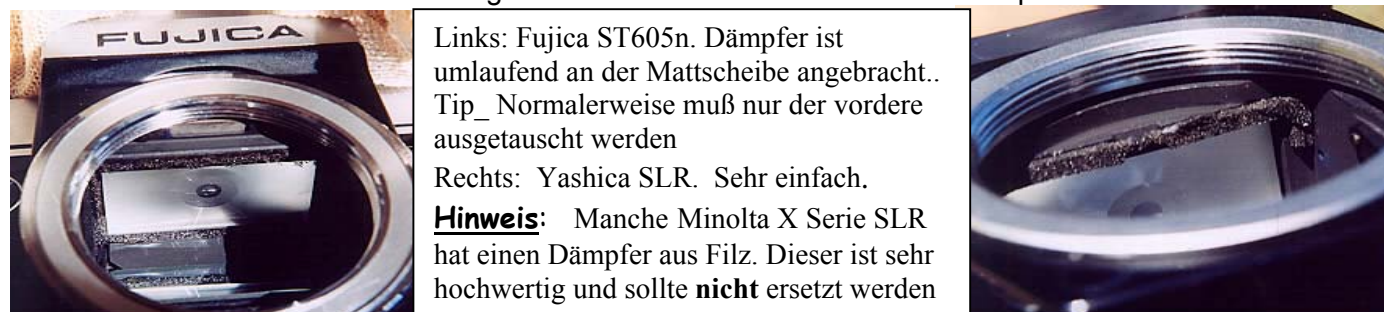 FUJICA
Links: Fujica ST605n. Dämpfer ist
umlaufend an der Mattscheibe angebracht..
Tip_ Normalerweise muß nur der vordere
ausgetauscht werden
Rechts: Yashica SLR. Sehr einfach.
Hinweis: Manche Minolta X Serie SLR
hat einen Dämpfer aus Filz. Dieser ist sehr
hochwertig und sollte nicht ersetzt werden